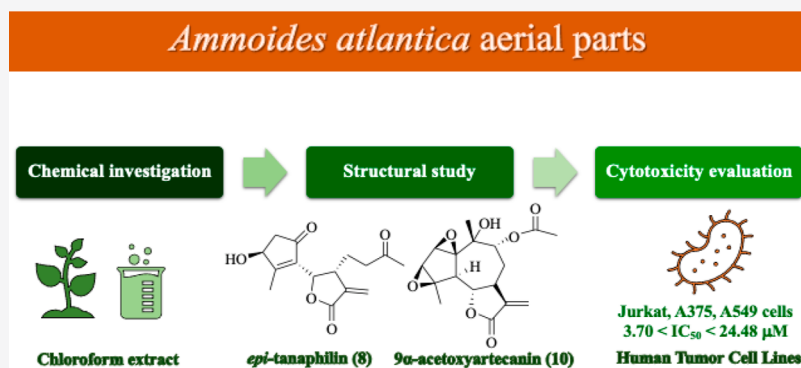 Ammoides atlantica aerial parts
Chemical investigation
Structural study
Cytotoxicity evaluation
O
HO
O
O
O
O
OH
O
O
H
O
O
O
Jurkat, A375, A549 cells
3.70 < IC50 < 24.48 μM
Chloroform extract
epi-tanaphilin (8)
9α-acetoxyartecanin (10)
Human Tumor Cell Lines